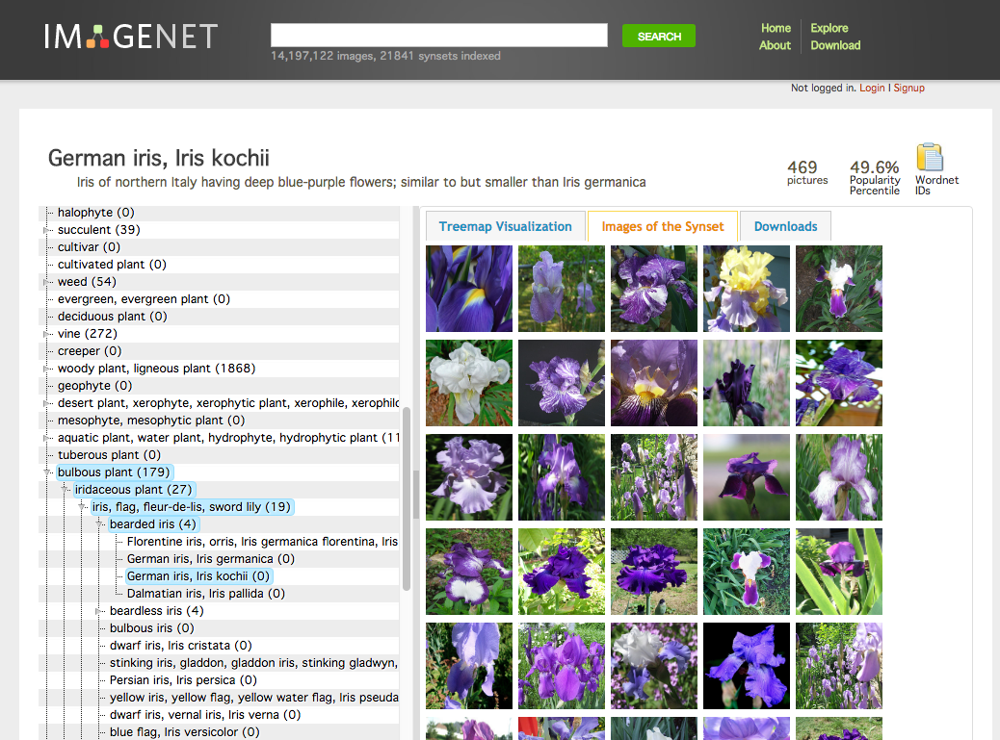 IMAGENET
SEARCH
14,197,122 images, 21841 synsets indexed
Home
Explore
About
Download
Not logged in. Login | Signup
German iris, Iris kochii
Iris of northern Italy having deep blue-purple flowers; similar to but smaller than Iris germanica
469
pictures
49.6%
Popularity
Percentile
Wordnet
IDs
halophyte (0)
succulent (39)
cultivar (0)
cultivated plant (0)
weed (54)
evergreen, evergreen plant (0)
deciduous plant (0)
vine (272)
creeper (0)
woody plant, ligneous plant (1868)
geophyte (0)
desert plant, xerophyte, xerophytic plant, xerophile, xerophilo
mesophyte, mesophytic plant (0)
aquatic plant, water plant, hydrophyte, hydrophytic plant (11
tuberous plant (0)
bulbous plant (179)
iridaceous plant (27)
iris, flag, fleur-de-lis, sword lily (19)
bearded iris (4)
Florentine iris, orris, Iris germanica florentina, Iris
German iris, Iris germanica (0)
German iris, Iris kochii (0)
Dalmatian iris, Iris pallida (0)
beardless iris (4)
bulbous iris (0)
dwarf iris, Iris cristata (0)
stinking iris, gladdon, gladdon iris, stinking gladwyn,
Persian iris, Iris persica (0)
yellow iris, yellow flag, yellow water flag, Iris pseuda
dwarf iris, vernal iris, Iris verna (0)
blue flag, Iris versicolor (0)
Treemap Visualization
Images of the Synset
Downloads